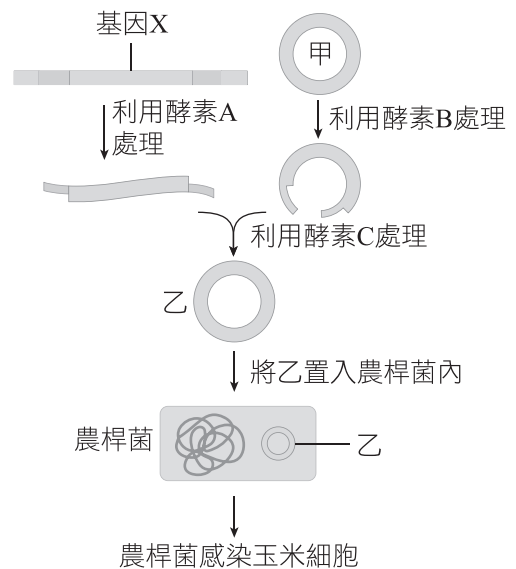 基因X
甲
利用酵素A
處理
利用酵素B處理
利用酵素C處理
乙
將乙置入農桿菌內
農桿菌
乙
農桿菌感染玉米細胞